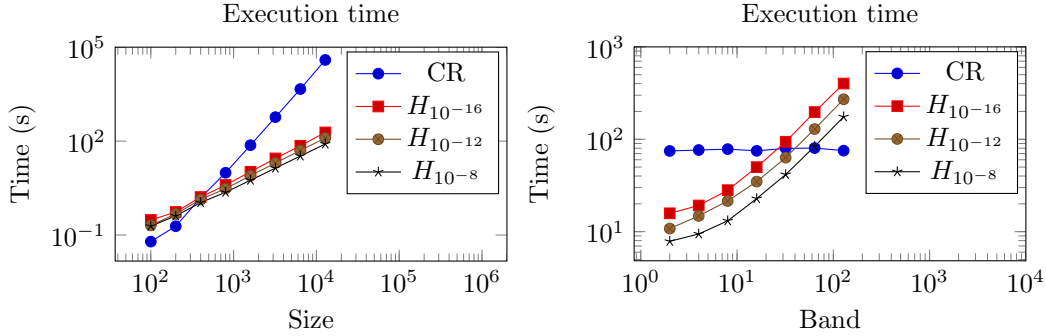 Execution time
10^5
10^2
10^−1
Time (s)
CR
H_{10−16}
H_{10−12}
H_{10−8}
10^2 10^3 10^4 10^5 10^6
Size
Execution time
10^3
10^2
10^1
Time (s)
CR
H_{10−16}
H_{10−12}
H_{10−8}
10^0 10^1 10^2 10^3 10^4
Band